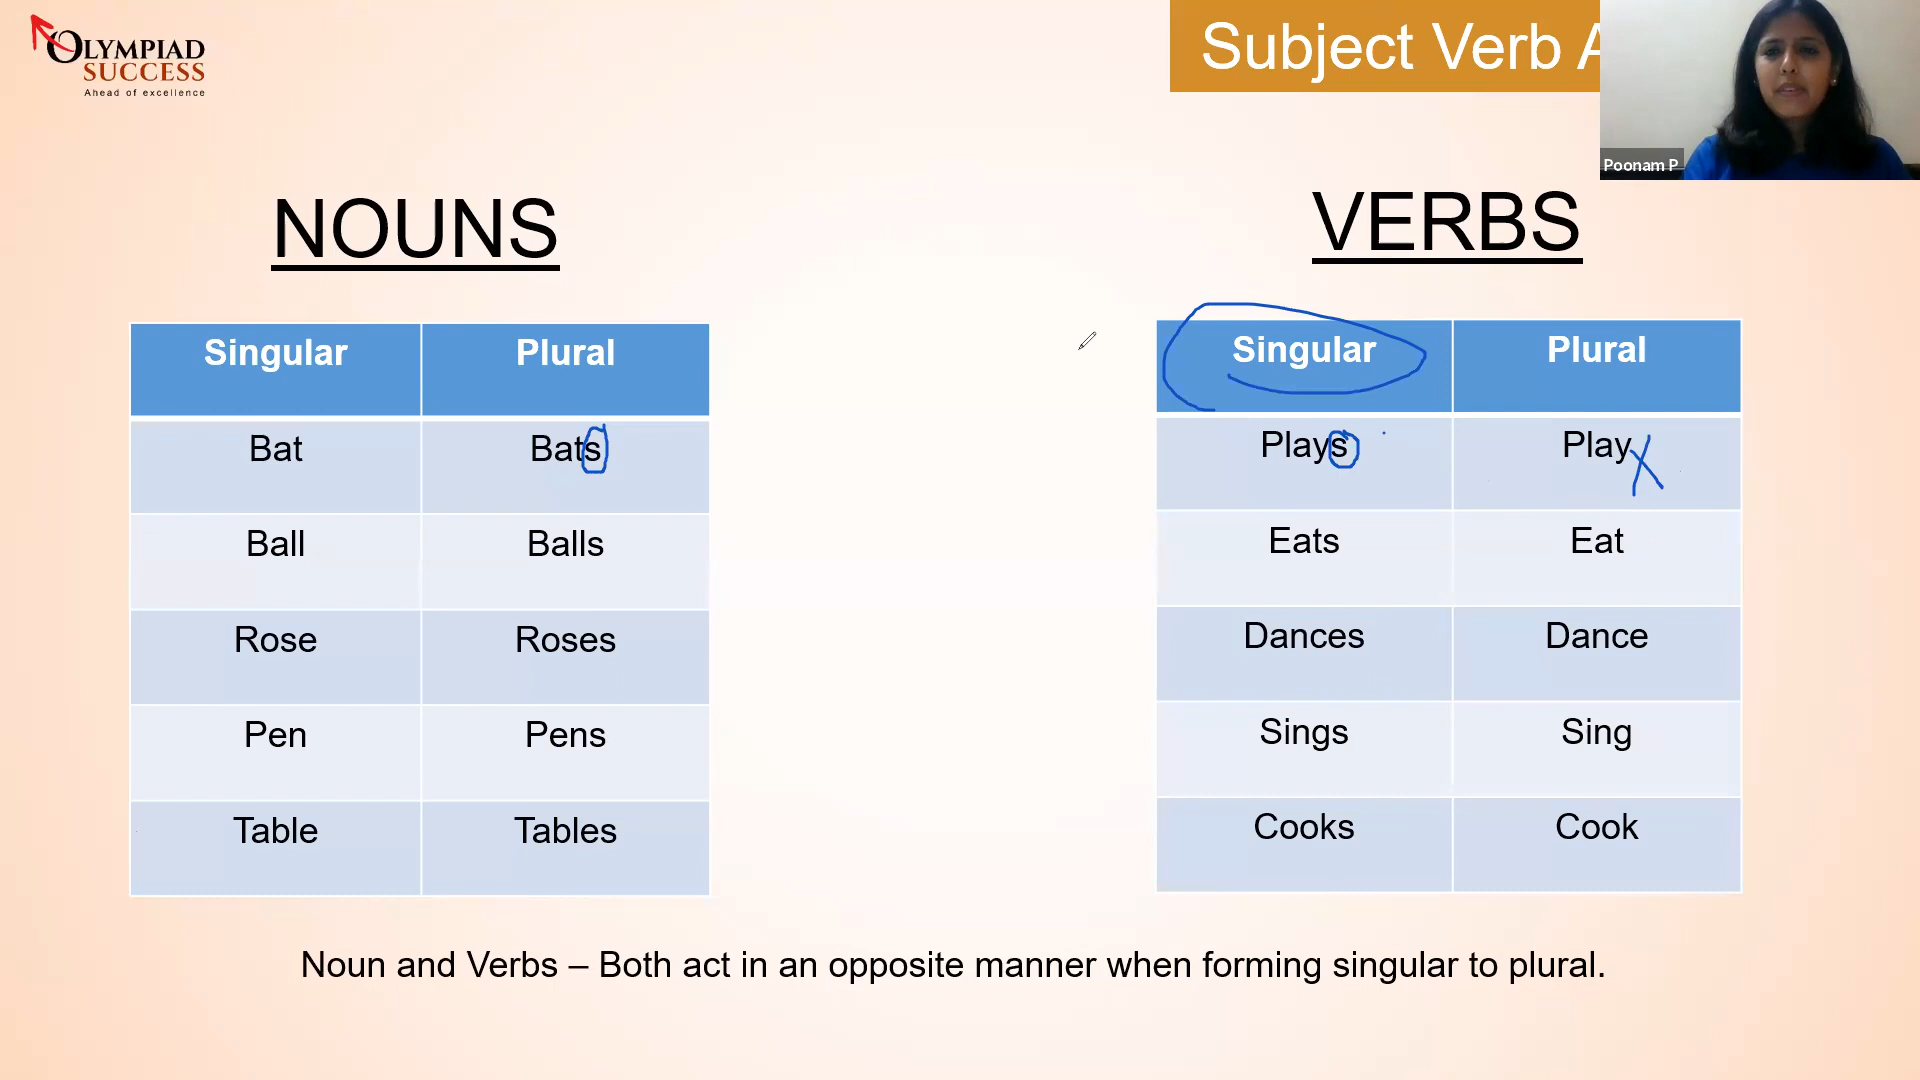 OLYMPIAD
SUCCESS
Ahead of excellence
Subject Verb A
Poonam P
NOUNS
VERBS
Singular Plural
Bat Bats
Ball Balls
Rose Roses
Pen Pens
Table Tables
Singular Plural
Plays Play
Eats Eat
Dances Dance
Sings Sing
Cooks Cook
Noun and Verbs – Both act in an opposite manner when forming singular to plural.